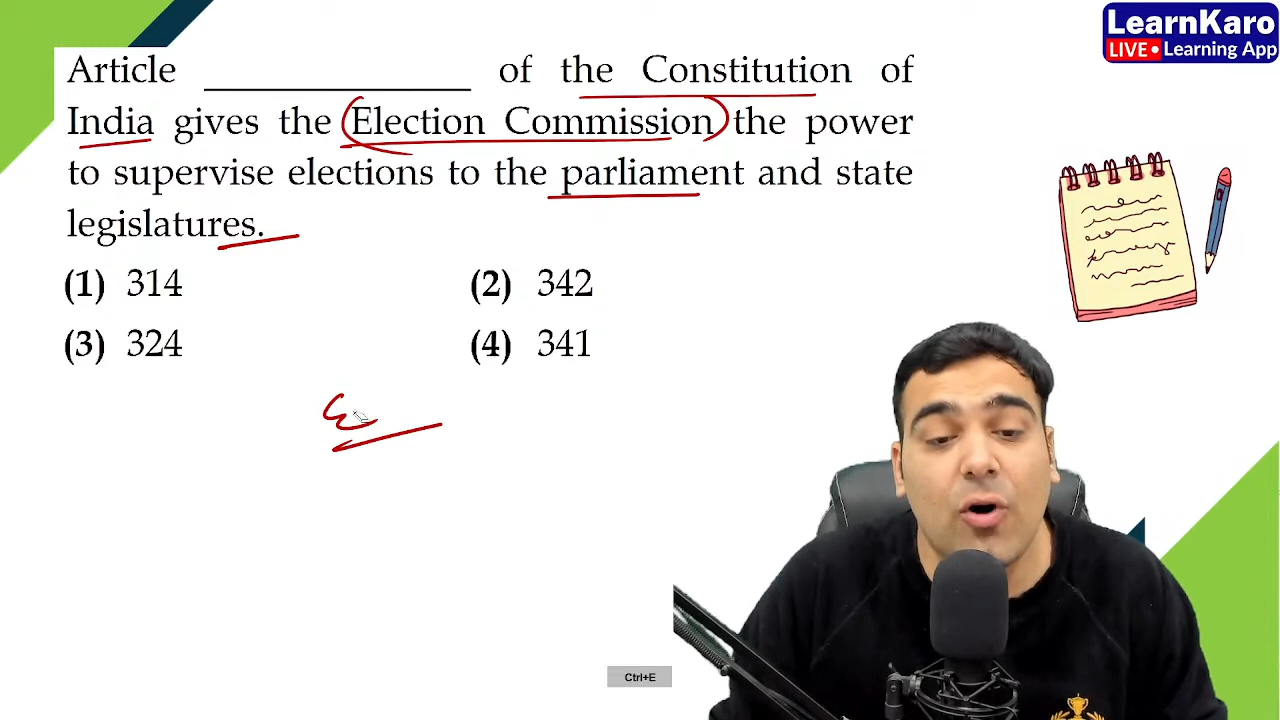 LearnKaro
LIVE • Learning App
Article ____________ of the Constitution of
India gives the Election Commission the power
to supervise elections to the parliament and state
legislatures.
(1) 314 (2) 342
(3) 324 (4) 341
Ctrl+E